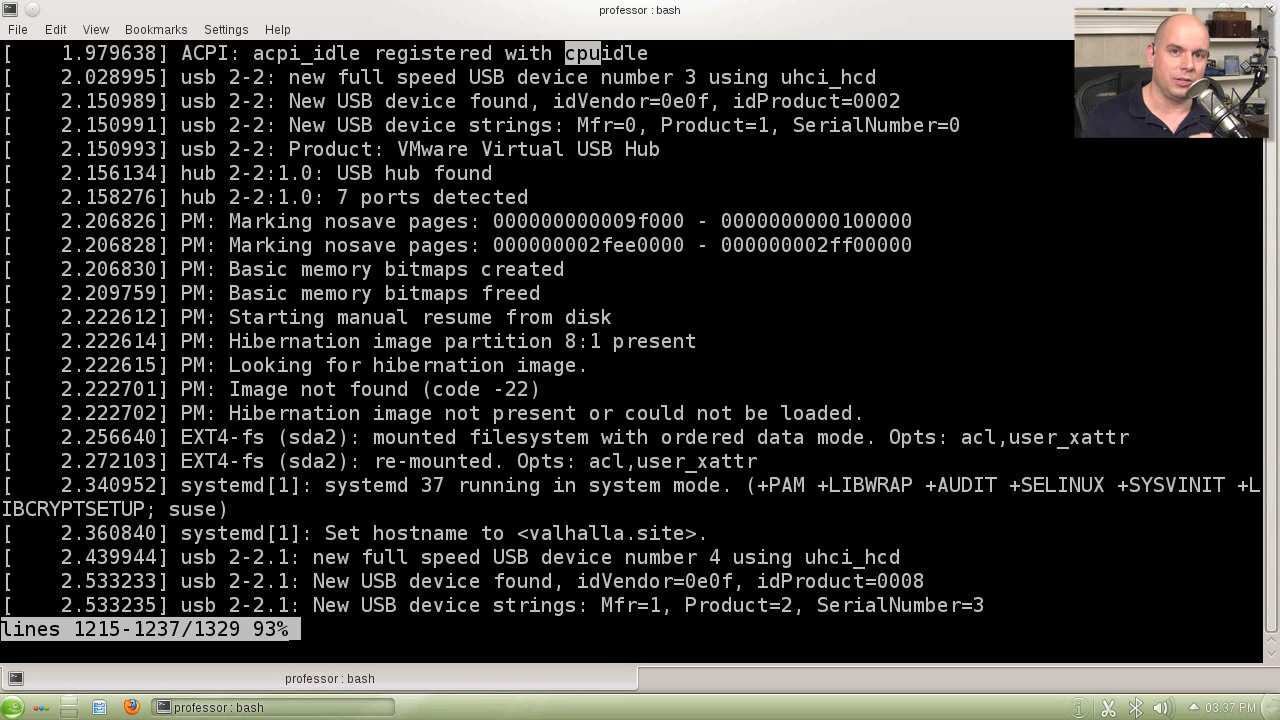 professor : bash
File Edit View Bookmarks Settings Help
[    1.979638] ACPI: acpi_idle registered with cpuidle
[    2.028995] usb 2-2: new full speed USB device number 3 using uhci_hcd
[    2.150989] usb 2-2: New USB device found, idVendor=0e0f, idProduct=0002
[    2.150991] usb 2-2: New USB device strings: Mfr=0, Product=1, SerialNumber=0
[    2.150993] usb 2-2: Product: VMware Virtual USB Hub
[    2.156134] hub 2-2:1.0: USB hub found
[    2.158276] hub 2-2:1.0: 7 ports detected
[    2.206826] PM: Marking nosave pages: 000000000009f000 - 0000000000100000
[    2.206828] PM: Marking nosave pages: 000000002fee0000 - 000000002ff00000
[    2.206830] PM: Basic memory bitmaps created
[    2.209759] PM: Basic memory bitmaps freed
[    2.222612] PM: Starting manual resume from disk
[    2.222614] PM: Hibernation image partition 8:1 present
[    2.222615] PM: Looking for hibernation image.
[    2.222701] PM: Image not found (code -22)
[    2.222702] PM: Hibernation image not present or could not be loaded.
[    2.256640] EXT4-fs (sda2): mounted filesystem with ordered data mode. Opts: acl,user_xattr
[    2.272103] EXT4-fs (sda2): re-mounted. Opts: acl,user_xattr
[    2.340952] systemd[1]: systemd 37 running in system mode. (+PAM +LIBWRAP +AUDIT +SELINUX +SYSVINIT +L
IBCRYPTSETUP; suse)
[    2.360840] systemd[1]: Set hostname to <valhalla.site>.
[    2.439944] usb 2-2.1: new full speed USB device number 4 using uhci_hcd
[    2.533233] usb 2-2.1: New USB device found, idVendor=0e0f, idProduct=0008
[    2.533235] usb 2-2.1: New USB device strings: Mfr=1, Product=2, SerialNumber=3
lines 1215-1237/1329 93%
professor : bash
professor : bash
03:37 PM